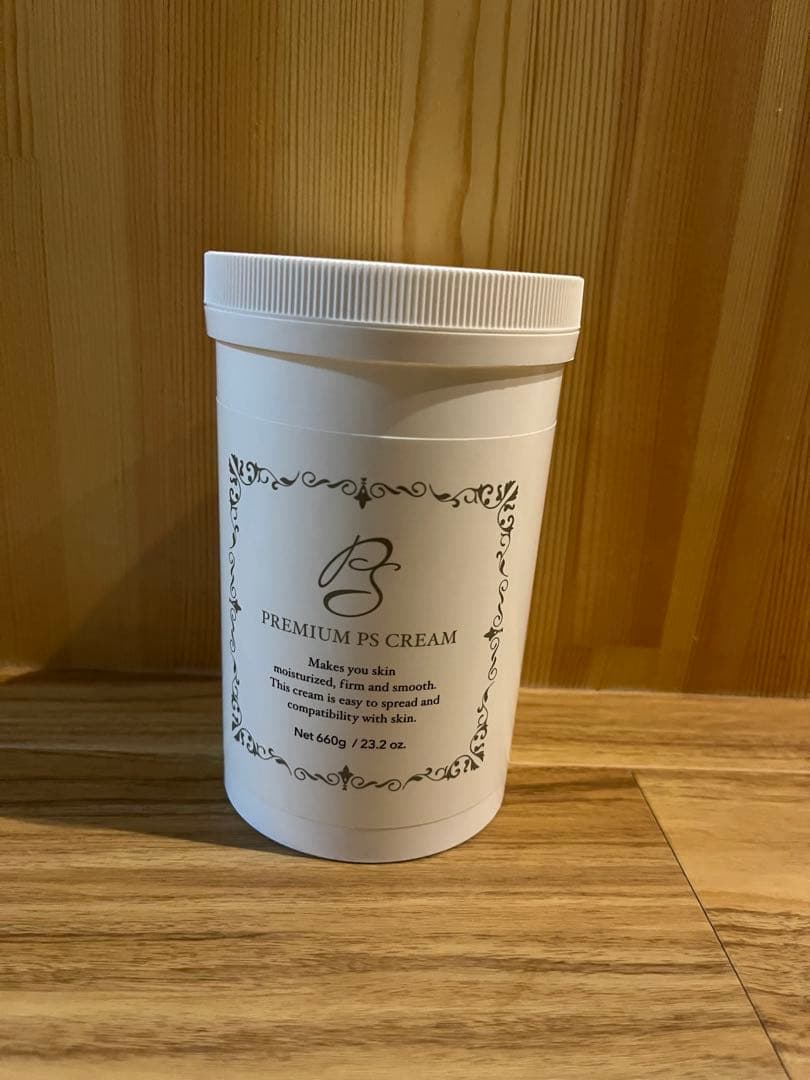 PS
PREMIUM PS CREAM
Makes you skin
moisturized, firm and smooth.
This cream is easy to spread and
compatibility with skin.
Net 660g / 23.2 oz.